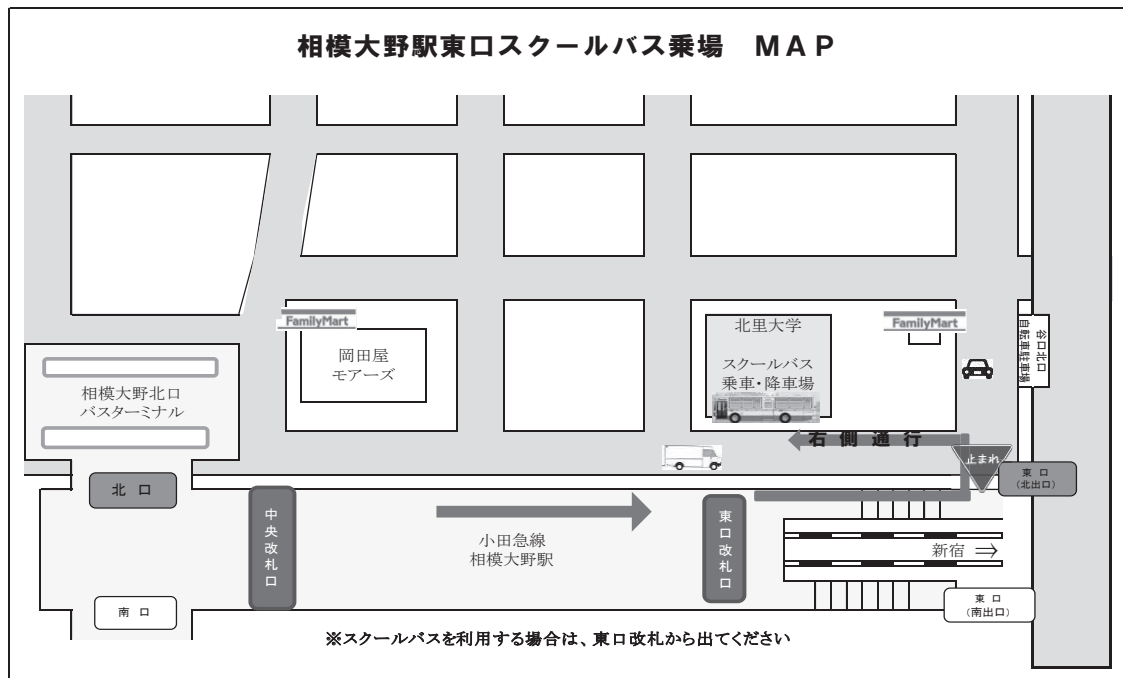 相模大野駅東口スクールバス乗場　MAP
FamilyMart
岡田屋
モアーズ
北里大学
スクールバス
乗車・降車場
FamilyMart
谷口北口
自転車駐車場
相模大野北口
バスターミナル
右側通行
止まれ
東口
(北出口)
北口
中央改札口
東口改札口
小田急線
相模大野駅
新宿 ⇒
南口
東口
(南出口)
※スクールバスを利用する場合は、東口改札から出てください